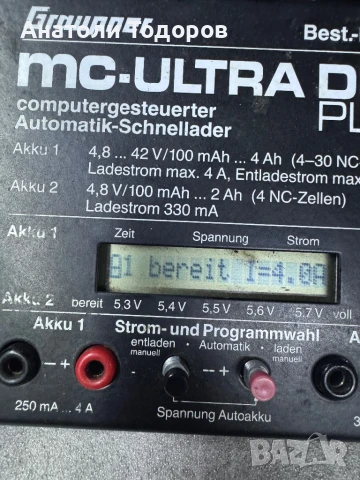 Анатоли Тодоров
Graupner Best.-
mc-ULTRA D
PL
computergesteuerter
Automatik-Schnellader
Akku 1 4,8 ... 42 V/100 mAh ... 4 Ah (4–30 NC-
Ladestrom max. 4 A, Entladestrom max
Akku 2 4,8 V/100 mAh ... 2 Ah (4 NC-Zellen)
Ladestrom 330 mA
Akku 1 Zeit Spannung Strom
A1 bereit I=4.0A
Akku 2 bereit 5.3 V 5,4 V 5,5 V 5,6 V 5.7 V voll
Akku 1 Strom- und Programmwahl A
entladen Automatik laden
manuell manuell
- + - -- +
250 mA ... 4 A Spannung Autoakku 3
BAZAR